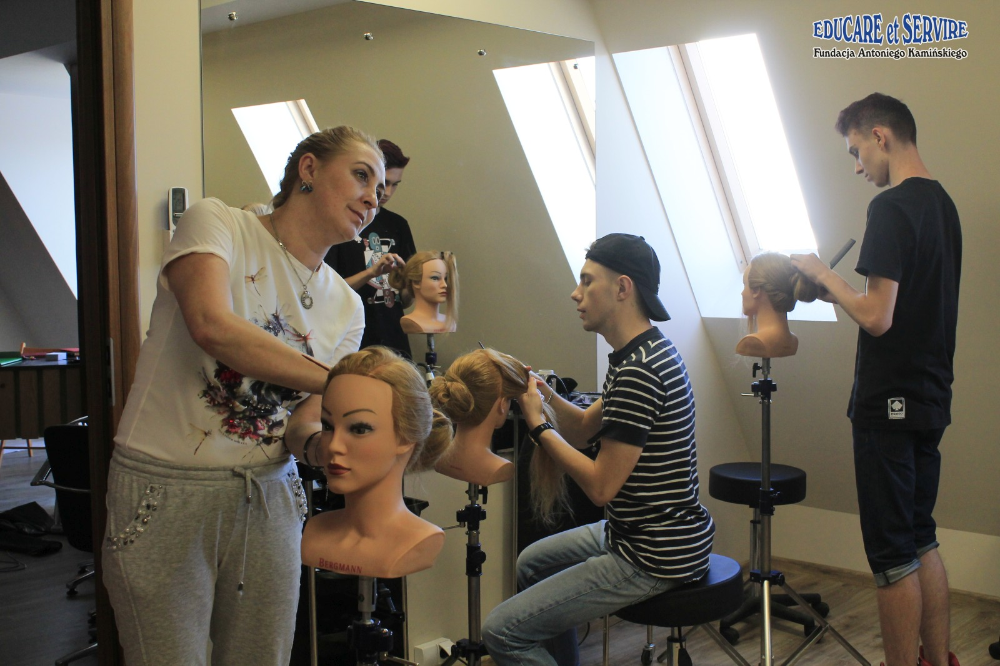 EDUCARE et SERVIRE
Fundacja Antoniego Kamińskiego
BERGMANN